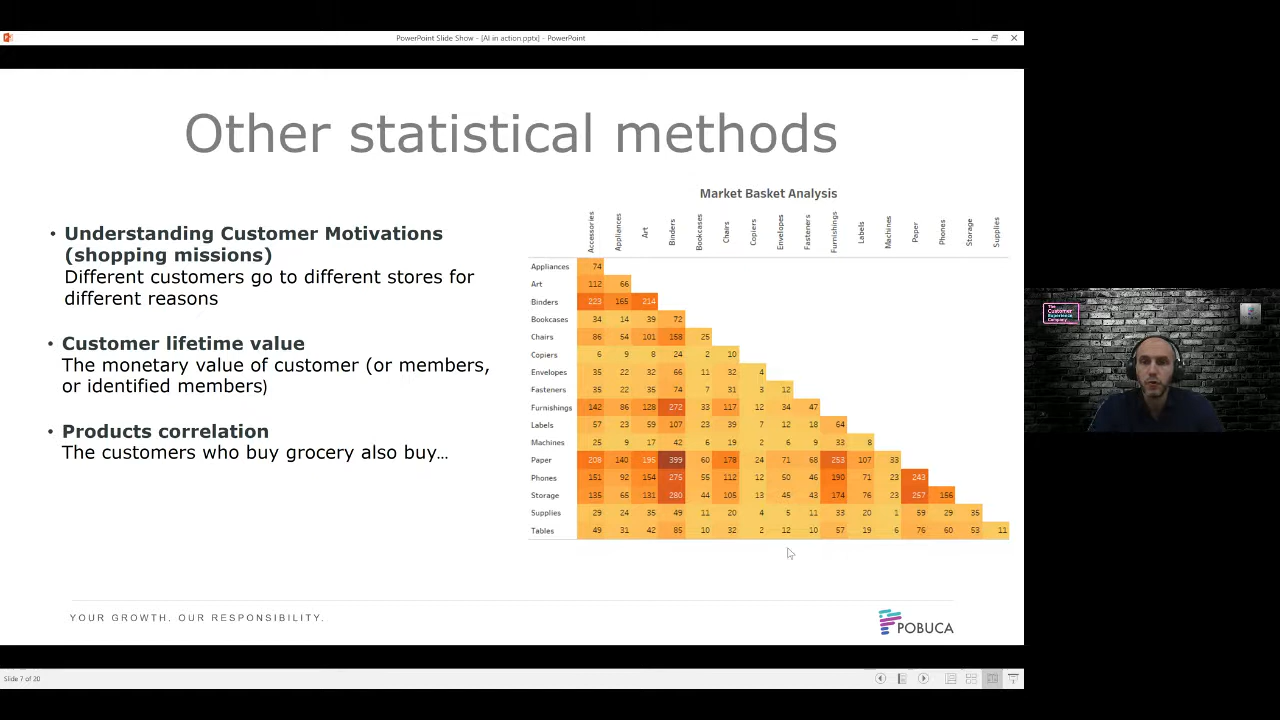 PowerPoint Slide Show - [AI in action.pptx] - PowerPoint
Other statistical methods
• Understanding Customer Motivations
(shopping missions)
Different customers go to different stores for
different reasons
• Customer lifetime value
The monetary value of customer (or members,
or identified members)
• Products correlation
The customers who buy grocery also buy…
Market Basket Analysis
Accessories Appliances Art Binders Bookcases Chairs Copiers Envelopes Fasteners Furnishings Labels Machines Paper Phones Storage Supplies
Appliances 74
Art 112 66
Binders 223 165 214
Bookcases 34 14 39 72
Chairs 86 54 101 158 25
Copiers 6 9 8 24 2 10
Envelopes 35 22 32 66 11 32 4
Fasteners 35 22 35 74 7 31 3 12
Furnishings 142 86 128 272 33 117 12 34 47
Labels 57 23 59 107 23 39 7 12 18 64
Machines 25 9 17 42 6 19 2 6 9 33 8
Paper 208 140 195 399 60 178 24 71 68 253 107 33
Phones 151 92 154 275 55 112 12 50 46 190 71 23 243
Storage 135 65 131 280 44 105 13 45 43 174 76 23 257 156
Supplies 29 24 35 49 11 20 4 5 11 33 20 1 59 29 35
Tables 49 31 42 85 10 32 2 12 10 57 19 6 76 60 53 11
YOUR GROWTH. OUR RESPONSIBILITY.
POBUCA
The
Customer
Experience
Company
Slide 7 of 20